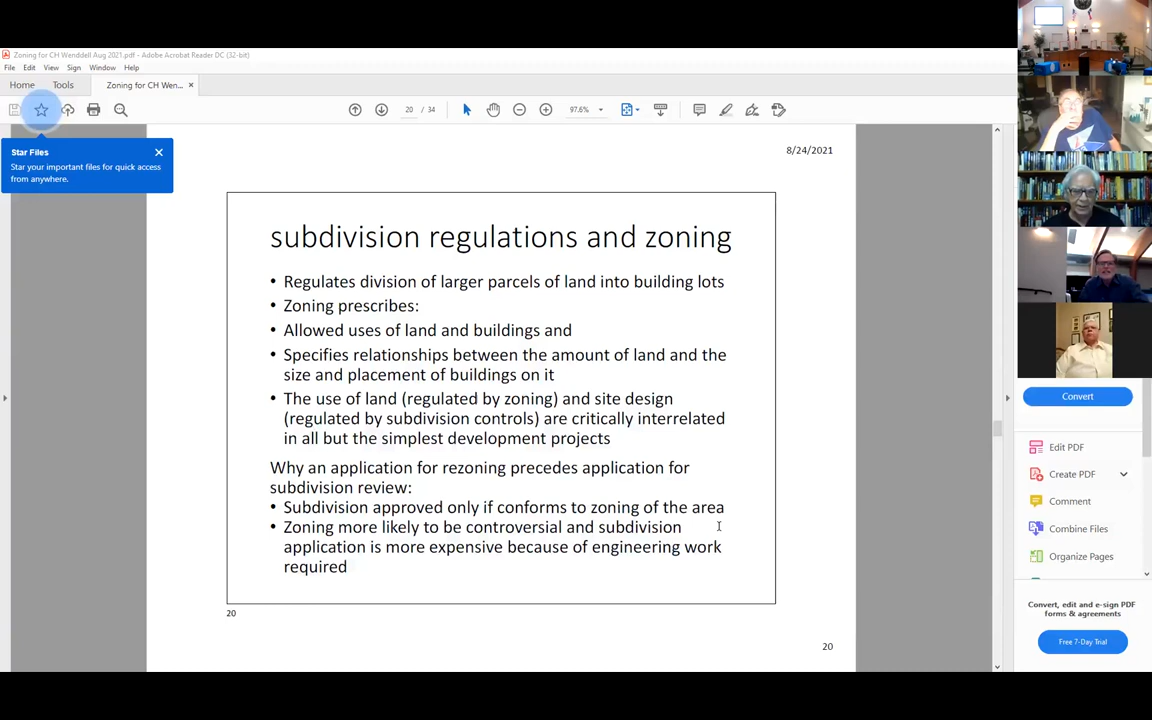 Zoning for CH Wenddell Aug 2021.pdf - Adobe Acrobat Reader DC (32-bit)
File Edit View Sign Window Help
Home Tools Zoning for CH Wen... ×
20 / 34 97.6%
Star Files
Star your important files for quick access
from anywhere.
8/24/2021
subdivision regulations and zoning
• Regulates division of larger parcels of land into building lots
• Zoning prescribes:
• Allowed uses of land and buildings and
• Specifies relationships between the amount of land and the
size and placement of buildings on it
• The use of land (regulated by zoning) and site design
(regulated by subdivision controls) are critically interrelated
in all but the simplest development projects
Why an application for rezoning precedes application for
subdivision review:
• Subdivision approved only if conforms to zoning of the area
• Zoning more likely to be controversial and subdivision
application is more expensive because of engineering work
required
20
20
Convert
Edit PDF
Create PDF
Comment
Combine Files
Organize Pages
Convert, edit and e-sign PDF
forms & agreements
Free 7-Day Trial